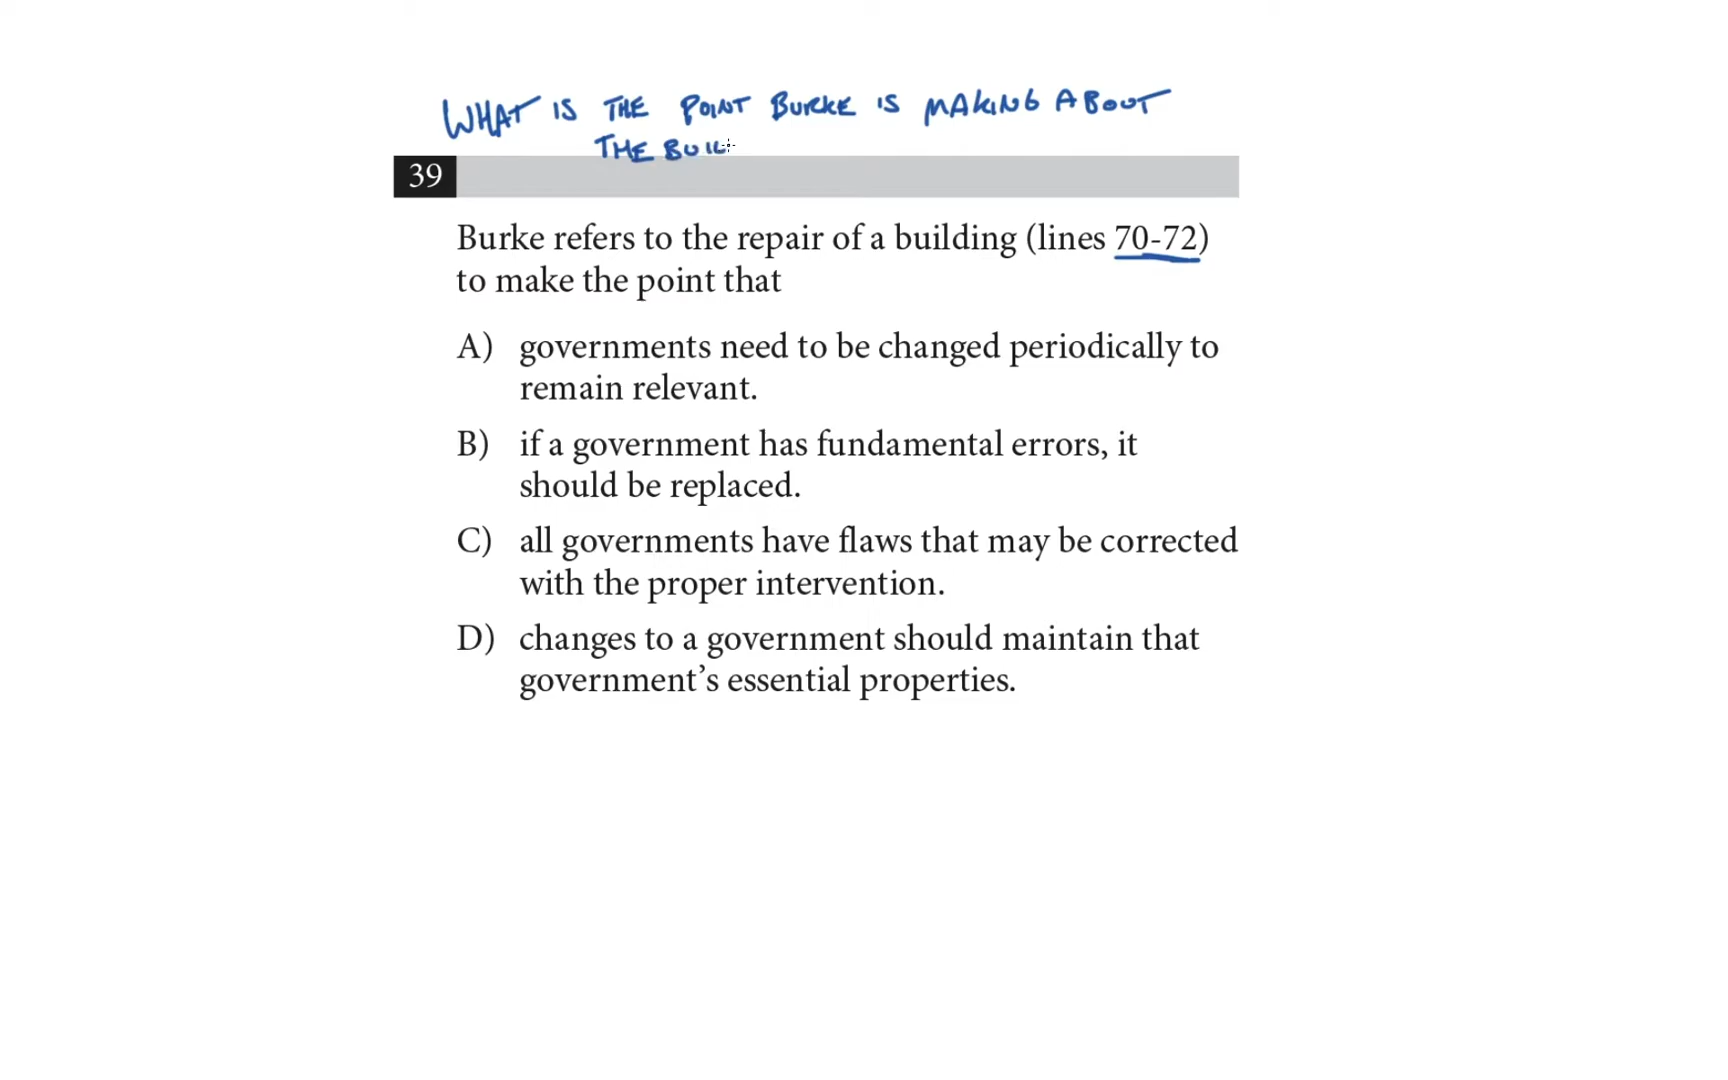 WHAT IS THE POINT BURKE IS MAKING ABOUT
THE BUIL
39
Burke refers to the repair of a building (lines 70-72)
to make the point that
A) governments need to be changed periodically to
remain relevant.
B) if a government has fundamental errors, it
should be replaced.
C) all governments have flaws that may be corrected
with the proper intervention.
D) changes to a government should maintain that
government’s essential properties.